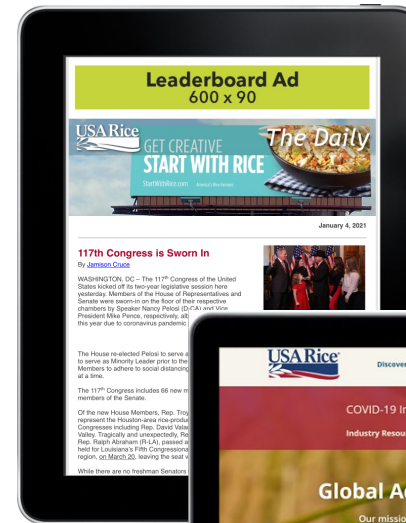 Leaderboard Ad
600 x 90
USA Rice
GET CREATIVE
START WITH RICE
StartWithRice.com
The Daily
January 4, 2021
117th Congress is Sworn In
By Jamison Cruce
WASHINGTON, DC – The 117th Congress of the United
States kicked off its two-year legislative session here
yesterday. Members of the House of Representatives and
Senate were sworn-in on the floor of their respective
chambers by Speaker Nancy Pelosi (D-CA) and Vice
President Mike Pence, respectively, alb
this year due to coronavirus pandemic
The House re-elected Pelosi to serve a
to serve as Minority Leader prior to the
Members to adhere to social distancing
at a time.
The 117th Congress includes 66 new m
members of the Senate.
Of the new House Members, Rep. Troy
represent the Houston-area rice-produc
Congresses including Rep. David Valad
Valley. Tragically and unexpectedly, Re
Rep. Ralph Abraham (R-LA), passed a
held for Louisiana's Fifth Congressiona
region, on March 20, leaving the seat v
While there are no freshman Senators
USA Rice
Discover
COVID-19 In
Industry Resou
Global A
Our missio